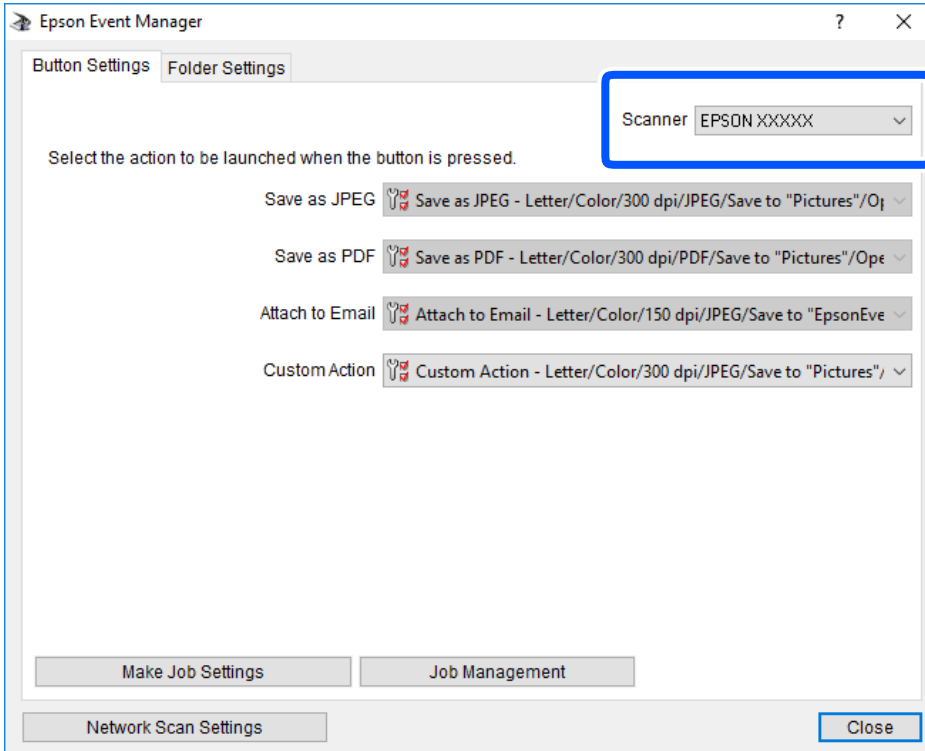 Epson Event Manager
Button Settings Folder Settings
Scanner EPSON XXXXX
Select the action to be launched when the button is pressed.
Save as JPEG Save as JPEG - Letter/Color/300 dpi/JPEG/Save to "Pictures"/Op
Save as PDF Save as PDF - Letter/Color/300 dpi/PDF/Save to "Pictures"/Ope
Attach to Email Attach to Email - Letter/Color/150 dpi/JPEG/Save to "EpsonEve
Custom Action Custom Action - Letter/Color/300 dpi/JPEG/Save to "Pictures"/
Make Job Settings Job Management
Network Scan Settings Close